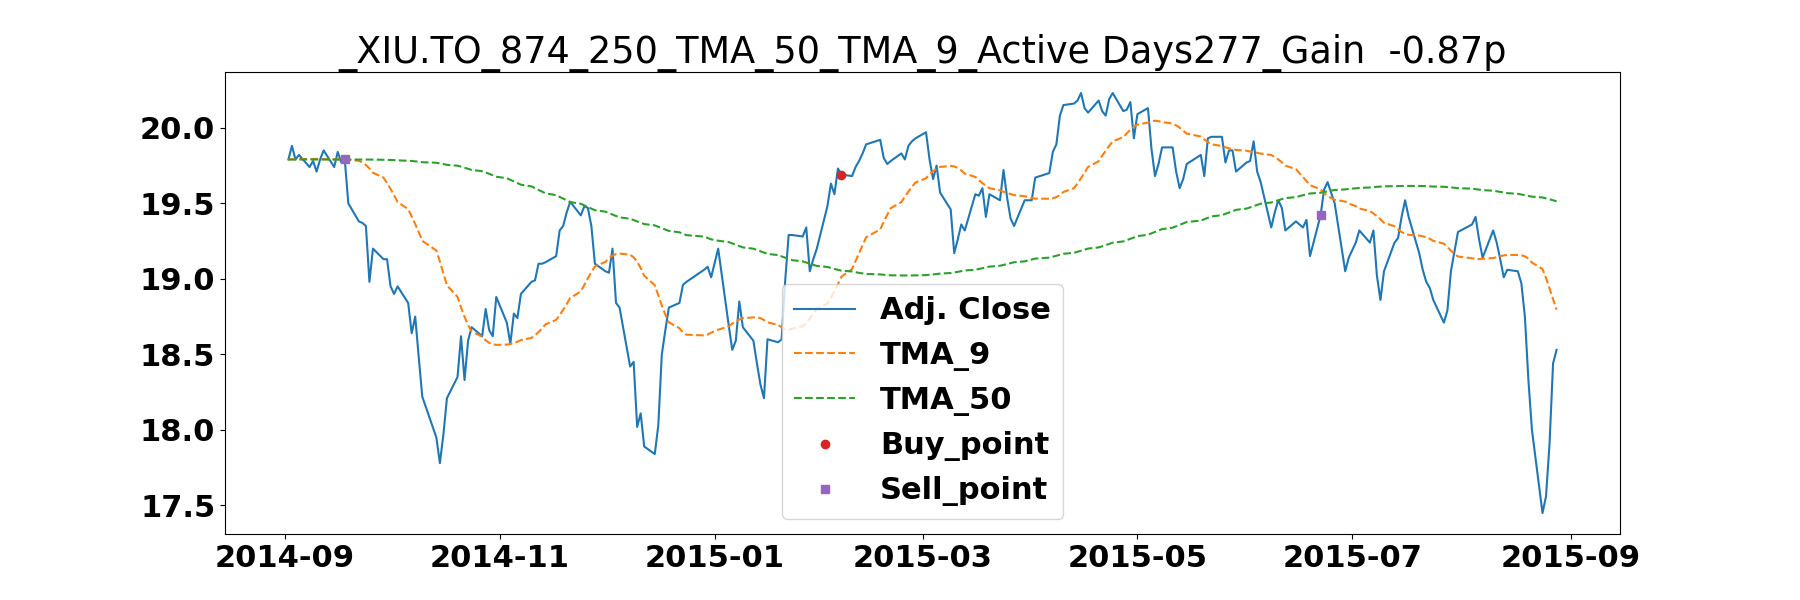 _XIU.TO_874_250_TMA_50_TMA_9_Active Days277_Gain  -0.87p
20.0
19.5
19.0
18.5
18.0
17.5
Adj. Close
TMA_9
TMA_50
Buy_point
Sell_point
2014-09 2014-11 2015-01 2015-03 2015-05 2015-07 2015-09